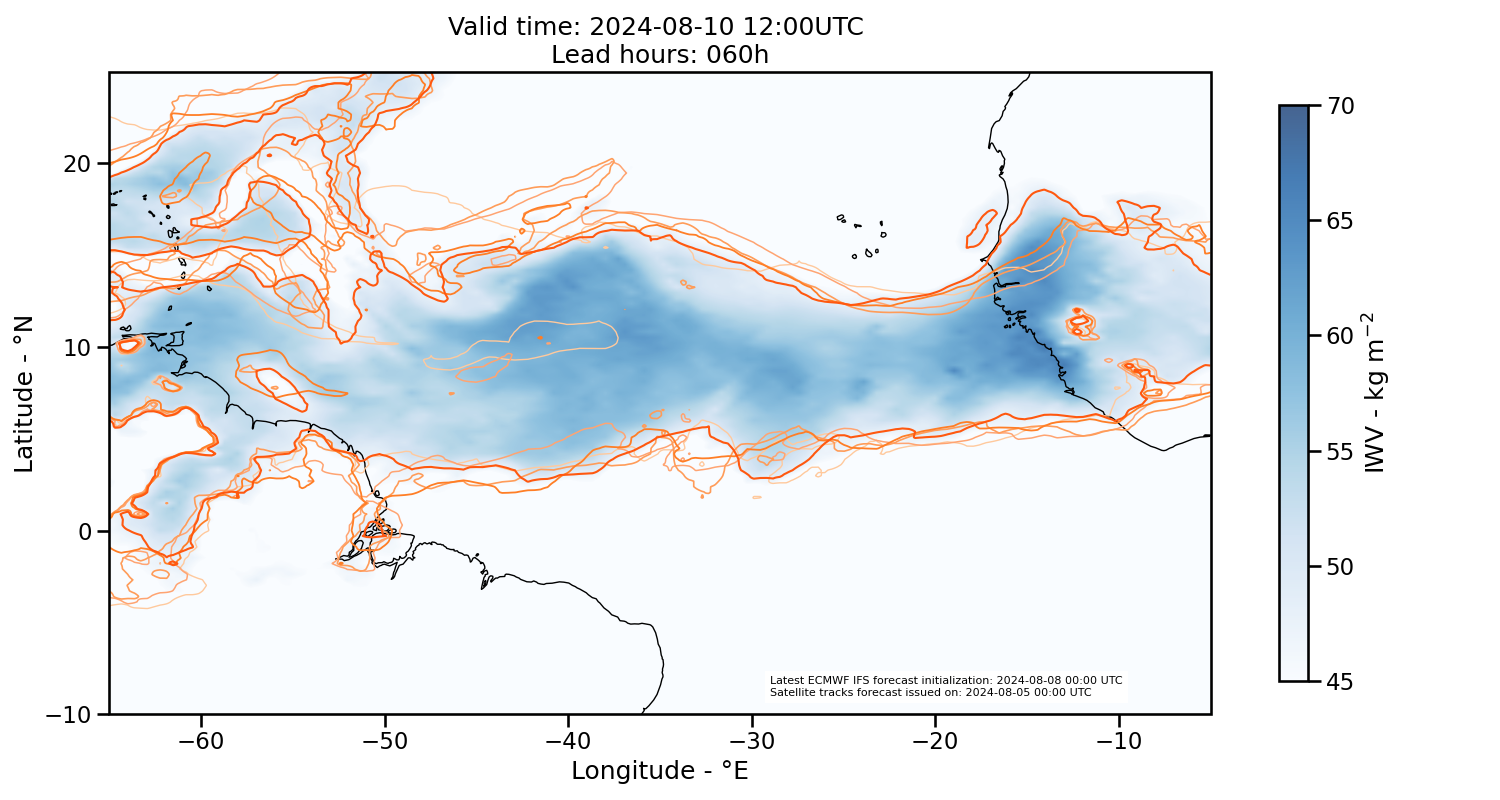 Valid time: 2024-08-10 12:00UTC
Lead hours: 060h
Latitude - °N
20
10
0
−10
−60
−50
−40
−30
−20
−10
Longitude - °E
Latest ECMWF IFS forecast initialization: 2024-08-08 00:00 UTC
Satellite tracks forecast issued on: 2024-08-05 00:00 UTC
70
65
60
55
50
45
IWV - kg m⁻²